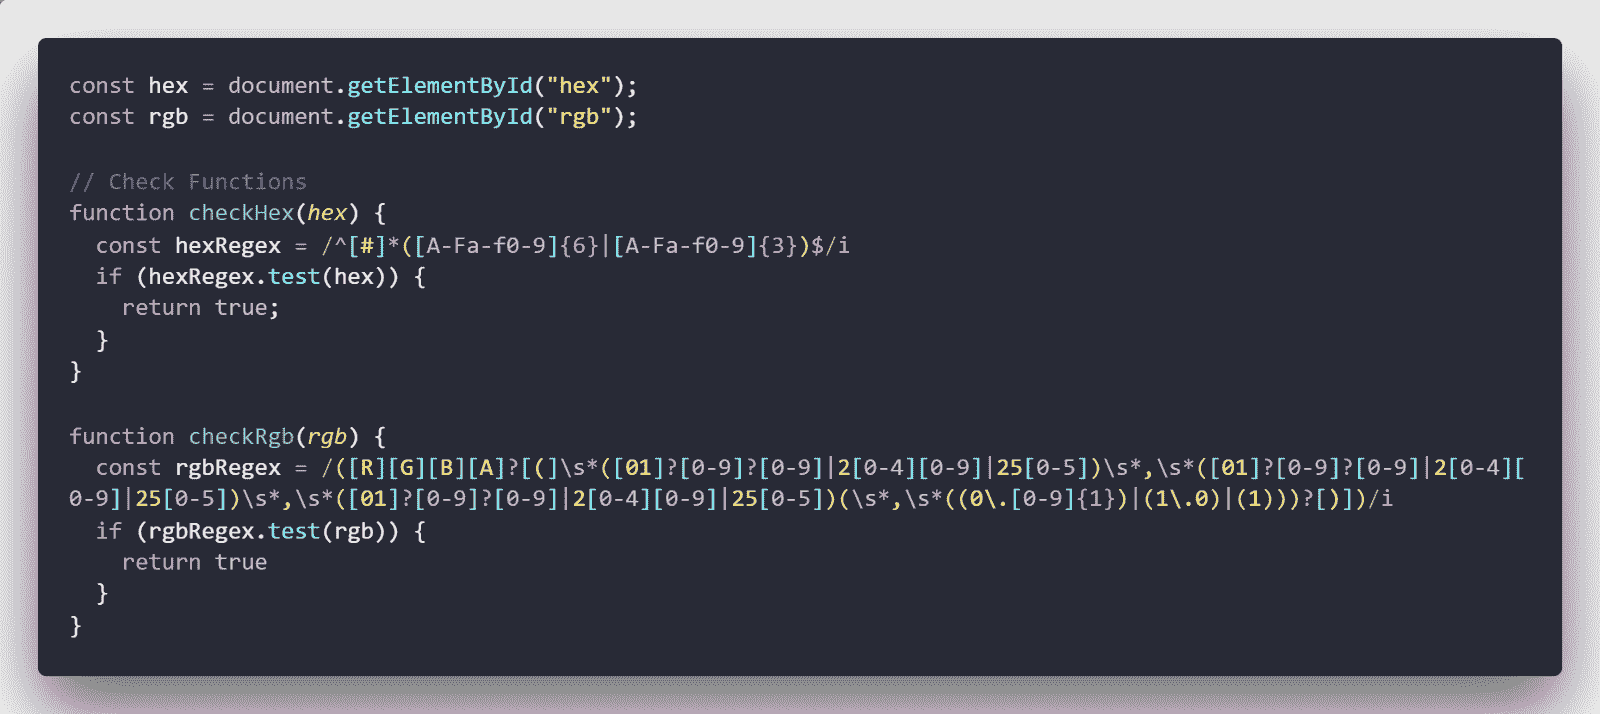 const hex = document.getElementById("hex");
const rgb = document.getElementById("rgb");
// Check Functions
function checkHex(hex) {
  const hexRegex = /^[#]*([A-Fa-f0-9]{6}|[A-Fa-f0-9]{3})$/i
  if (hexRegex.test(hex)) {
    return true;
  }
}
function checkRgb(rgb) {
  const rgbRegex = /([R][G][B][A]?[(]\s*([01]?[0-9]?[0-9]|2[0-4][0-9]|25[0-5])\s*,\s*([01]?[0-9]?[0-9]|2[0-4][
0-9]|25[0-5])\s*,\s*([01]?[0-9]?[0-9]|2[0-4][0-9]|25[0-5])(\s*,\s*((0\.[0-9]{1})|(1\.0)|(1)))?[)])/i
  if (rgbRegex.test(rgb)) {
    return true
  }
}